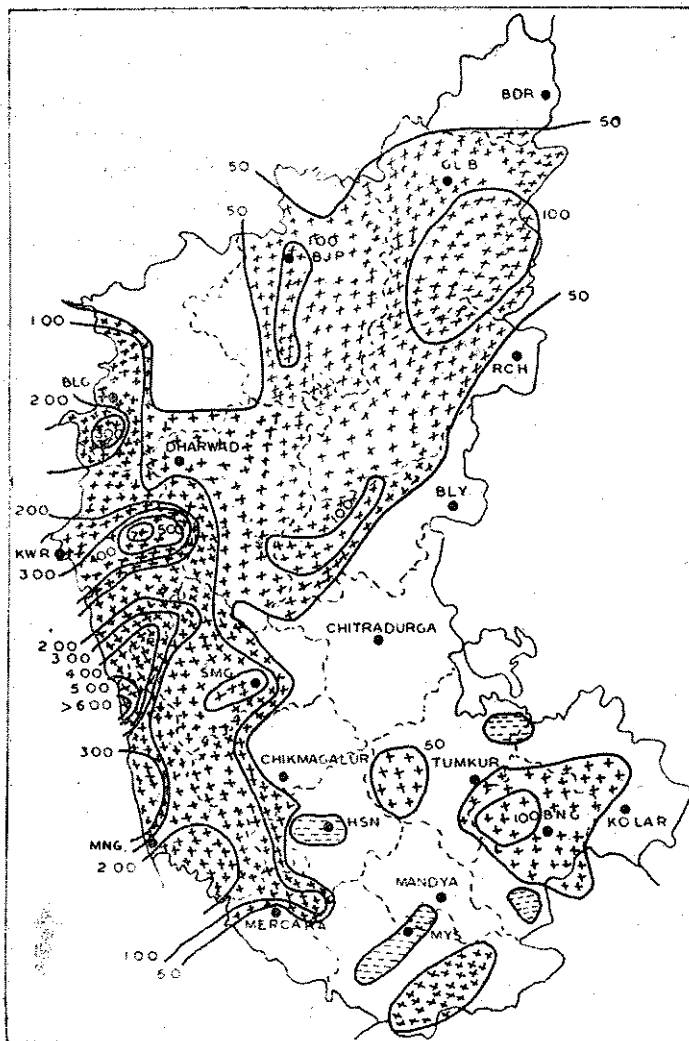 BDR
50
50
GLB
50
100
100
BJP
50
100
RCH
BLG
200
DHARWAD
BLY
100
200
500
KWR
400
300
CHITRADURGA
200
300
400
SMG
500
>600
300
50
TUMKUR
CHIKMAGALUR
100 BNG
KOLAR
HSN
MNG
200
MANDYA
MERCARA
MYS
100
50